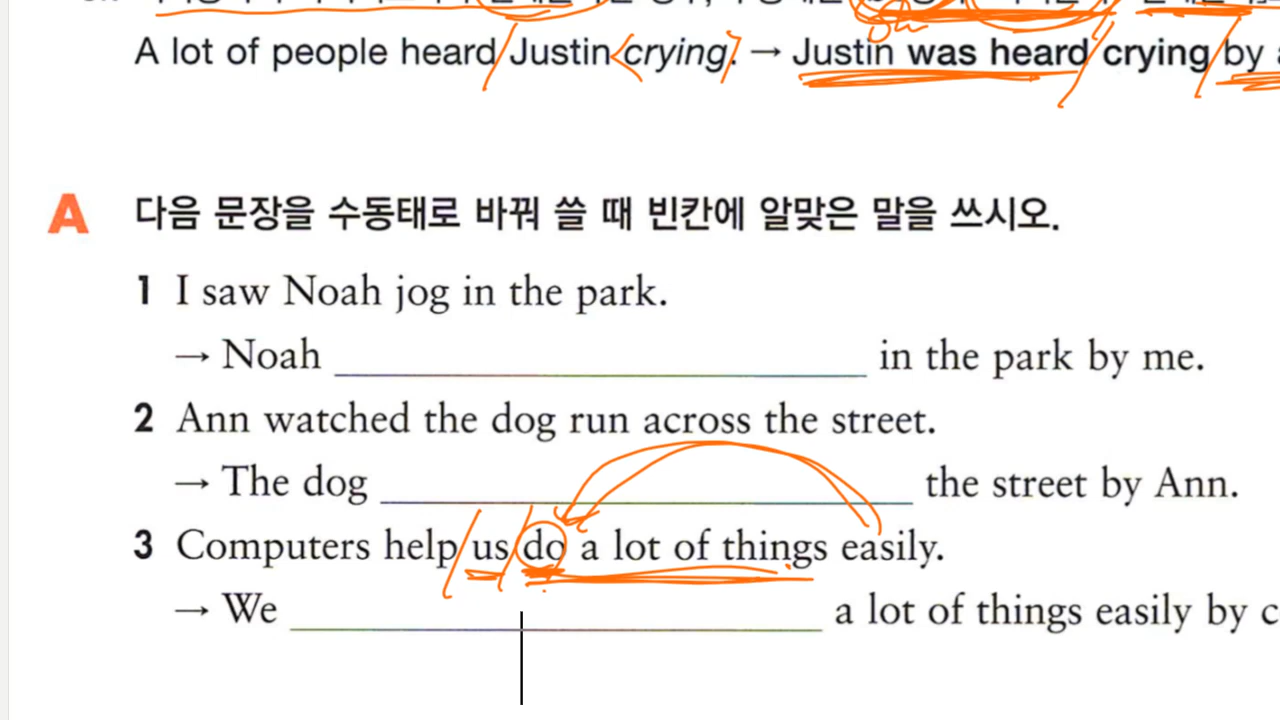 A lot of people heard Justin crying. → Justin was heard crying by
A 다음 문장을 수동태로 바꿔 쓸 때 빈칸에 알맞은 말을 쓰시오.
1 I saw Noah jog in the park.
→ Noah in the park by me.
2 Ann watched the dog run across the street.
→ The dog the street by Ann.
3 Computers help us do a lot of things easily.
→ We a lot of things easily by c